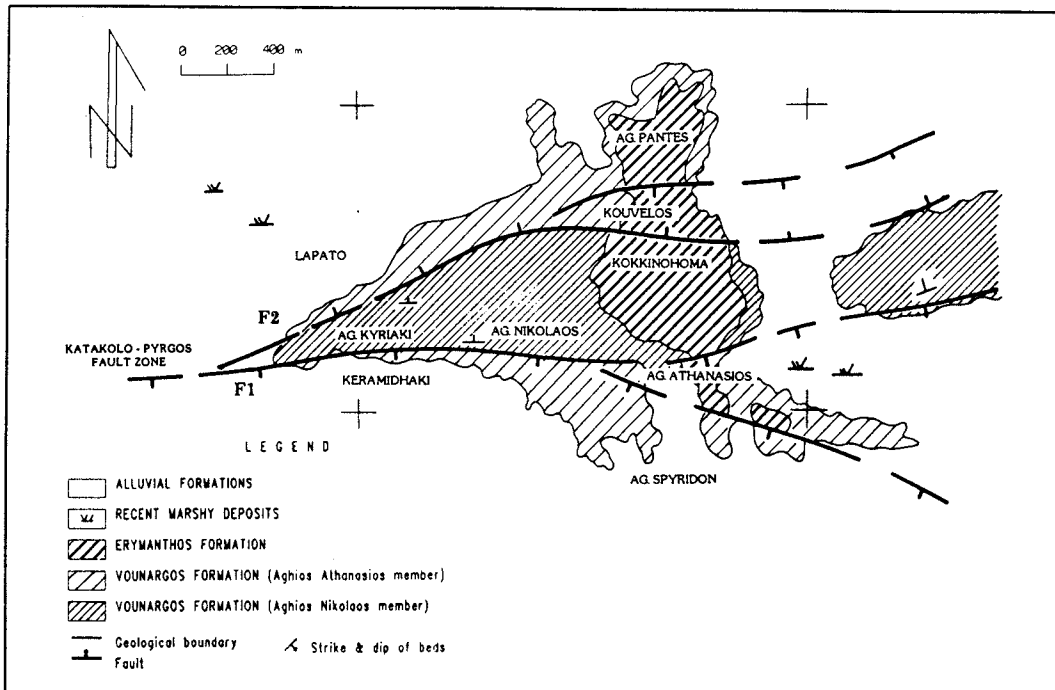 N
0 200 400 m
AG. PANTES
KOUVELOS
LAPATO
KOKKINOHOMA
F2
AG. KYRIAKI
AG. NIKOLAOS
KATAKOLO - PYRGOS
FAULT ZONE
F1
KERAMIDHAKI
AG. ATHANASIOS
AG. SPYRIDON
LEGEND
ALLUVIAL FORMATIONS
RECENT MARSHY DEPOSITS
ERYMANTHOS FORMATION
VOUNARGOS FORMATION (Aghios Athanasios member)
VOUNARGOS FORMATION (Aghios Nikolaos member)
Geological boundary
Fault
Strike & dip of beds